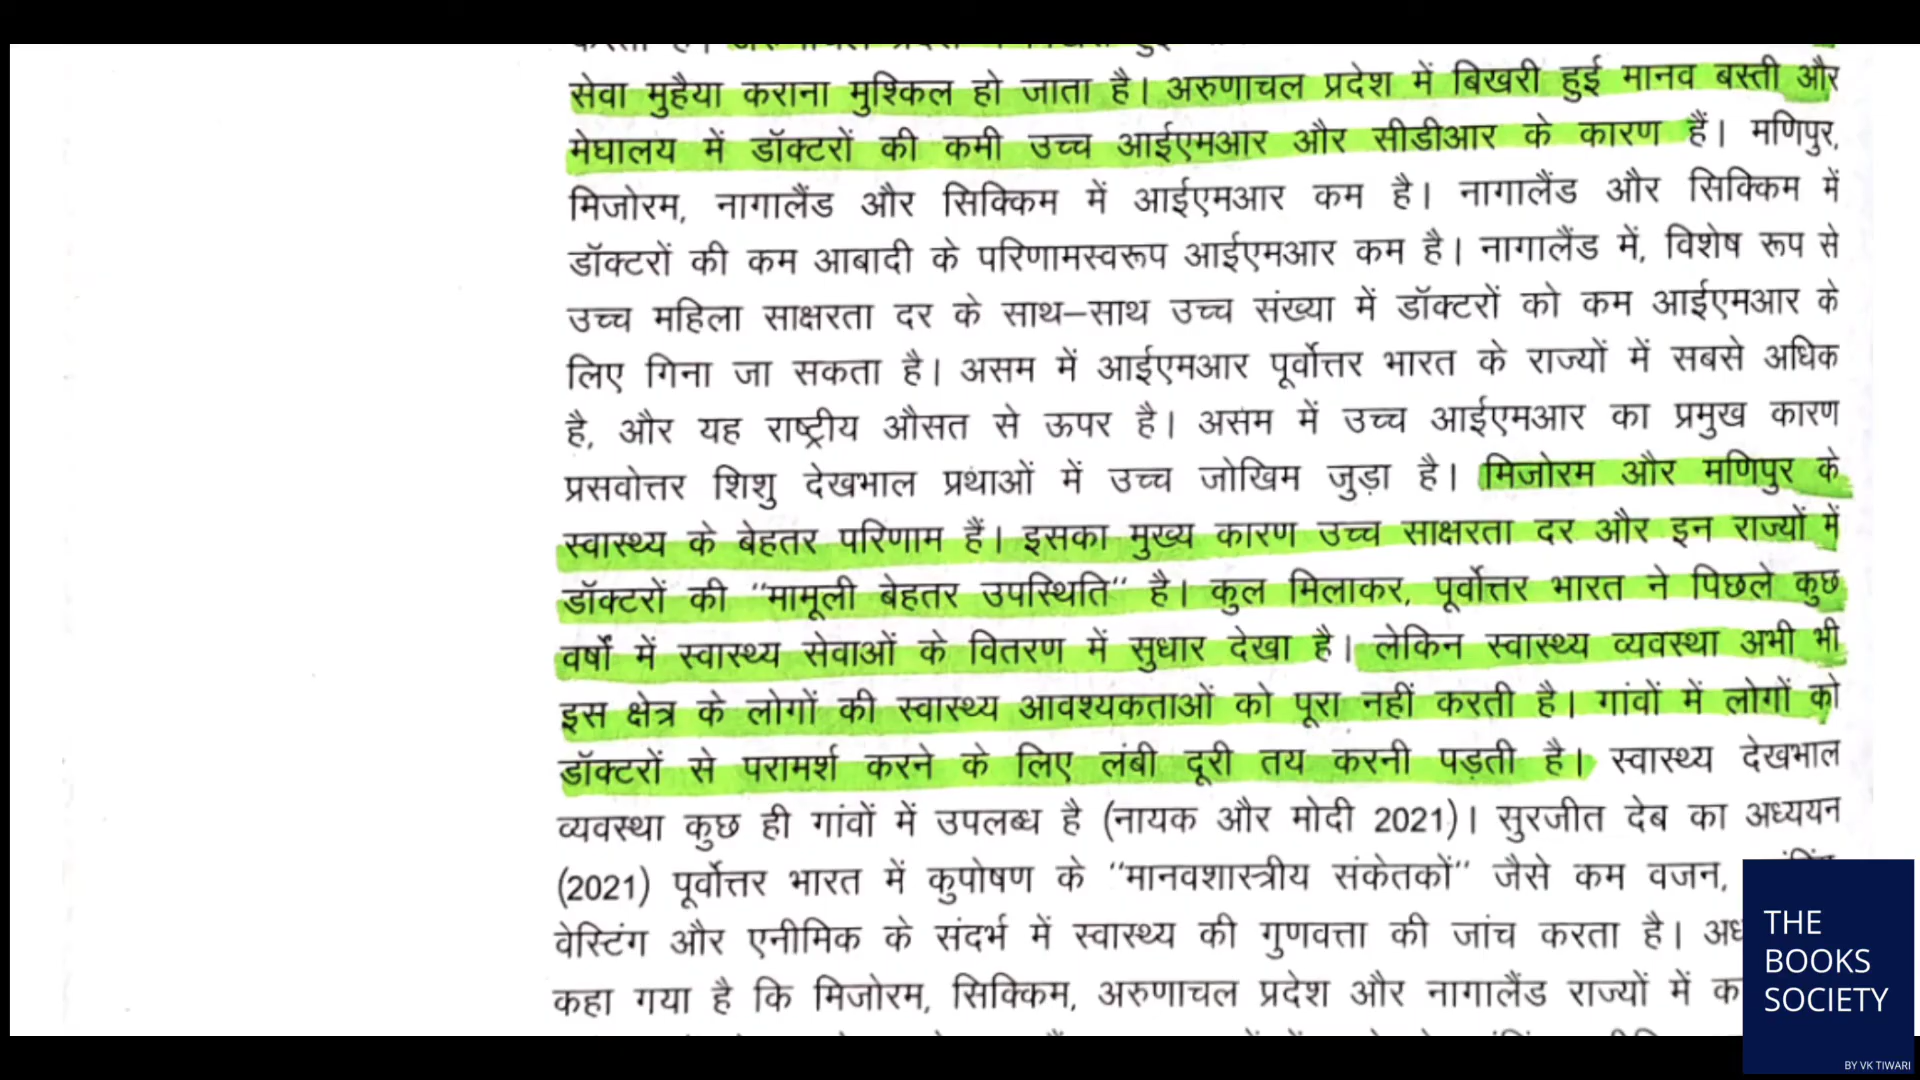 सेवा मुहैया कराना मुश्किल हो जाता है। अरुणाचल प्रदेश में बिखरी हुई मानव बस्ती और
मेघालय में डॉक्टरों की कमी उच्च आईएमआर और सीडीआर के कारण हैं। मणिपुर,
मिजोरम, नागालैंड और सिक्किम में आईएमआर कम है। नागालैंड और सिक्किम में
डॉक्टरों की कम आबादी के परिणामस्वरूप आईएमआर कम है। नागालैंड में, विशेष रूप से
उच्च महिला साक्षरता दर के साथ–साथ उच्च संख्या में डॉक्टरों को कम आईएमआर के
लिए गिना जा सकता है। असम में आईएमआर पूर्वोत्तर भारत के राज्यों में सबसे अधिक
है, और यह राष्ट्रीय औसत से ऊपर है। असम में उच्च आईएमआर का प्रमुख कारण
प्रसवोत्तर शिशु देखभाल प्रथाओं में उच्च जोखिम जुड़ा है। मिजोरम और मणिपुर के
स्वास्थ्य के बेहतर परिणाम हैं। इसका मुख्य कारण उच्च साक्षरता दर और इन राज्यों में
डॉक्टरों की "मामूली बेहतर उपस्थिति" है। कुल मिलाकर, पूर्वोत्तर भारत ने पिछले कुछ
वर्षों में स्वास्थ्य सेवाओं के वितरण में सुधार देखा है। लेकिन स्वास्थ्य व्यवस्था अभी भी
इस क्षेत्र के लोगों की स्वास्थ्य आवश्यकताओं को पूरा नहीं करती है। गांवों में लोगों को
डॉक्टरों से परामर्श करने के लिए लंबी दूरी तय करनी पड़ती है। स्वास्थ्य देखभाल
व्यवस्था कुछ ही गांवों में उपलब्ध है (नायक और मोदी 2021)। सुरजीत देब का अध्ययन
(2021) पूर्वोत्तर भारत में कुपोषण के "मानवशास्त्रीय संकेतकों" जैसे कम वजन,
वेस्टिंग और एनीमिक के संदर्भ में स्वास्थ्य की गुणवत्ता की जांच करता है।
कहा गया है कि मिजोरम, सिक्किम, अरुणाचल प्रदेश और नागालैंड राज्यों में
THE
BOOKS
SOCIETY
BY VK TIWARI